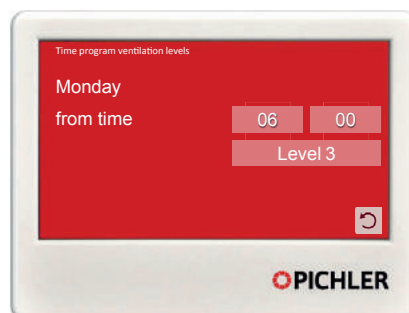 Time program ventilation levels
Monday
from time 06 00
Level 3
PICHLER